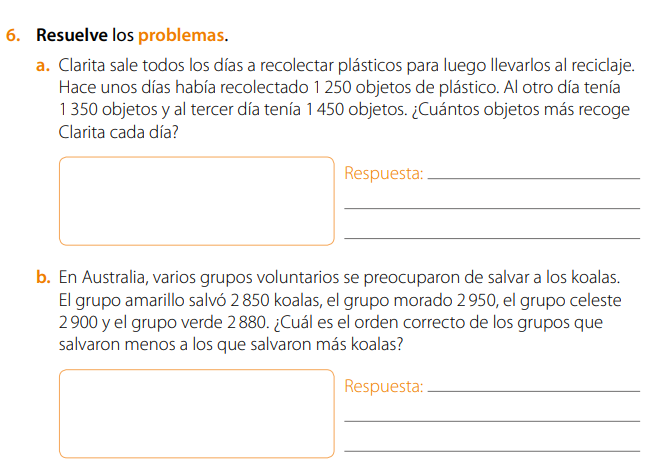 6. Resuelve los problemas.
a. Clarita sale todos los días a recolectar plásticos para luego llevarlos al reciclaje.
Hace unos días había recolectado 1 250 objetos de plástico. Al otro día tenía
1 350 objetos y al tercer día tenía 1 450 objetos. ¿Cuántos objetos más recoge
Clarita cada día?
Respuesta:
b. En Australia, varios grupos voluntarios se preocuparon de salvar a los koalas.
El grupo amarillo salvó 2 850 koalas, el grupo morado 2 950, el grupo celeste
2 900 y el grupo verde 2 880. ¿Cuál es el orden correcto de los grupos que
salvaron menos a los que salvaron más koalas?
Respuesta: